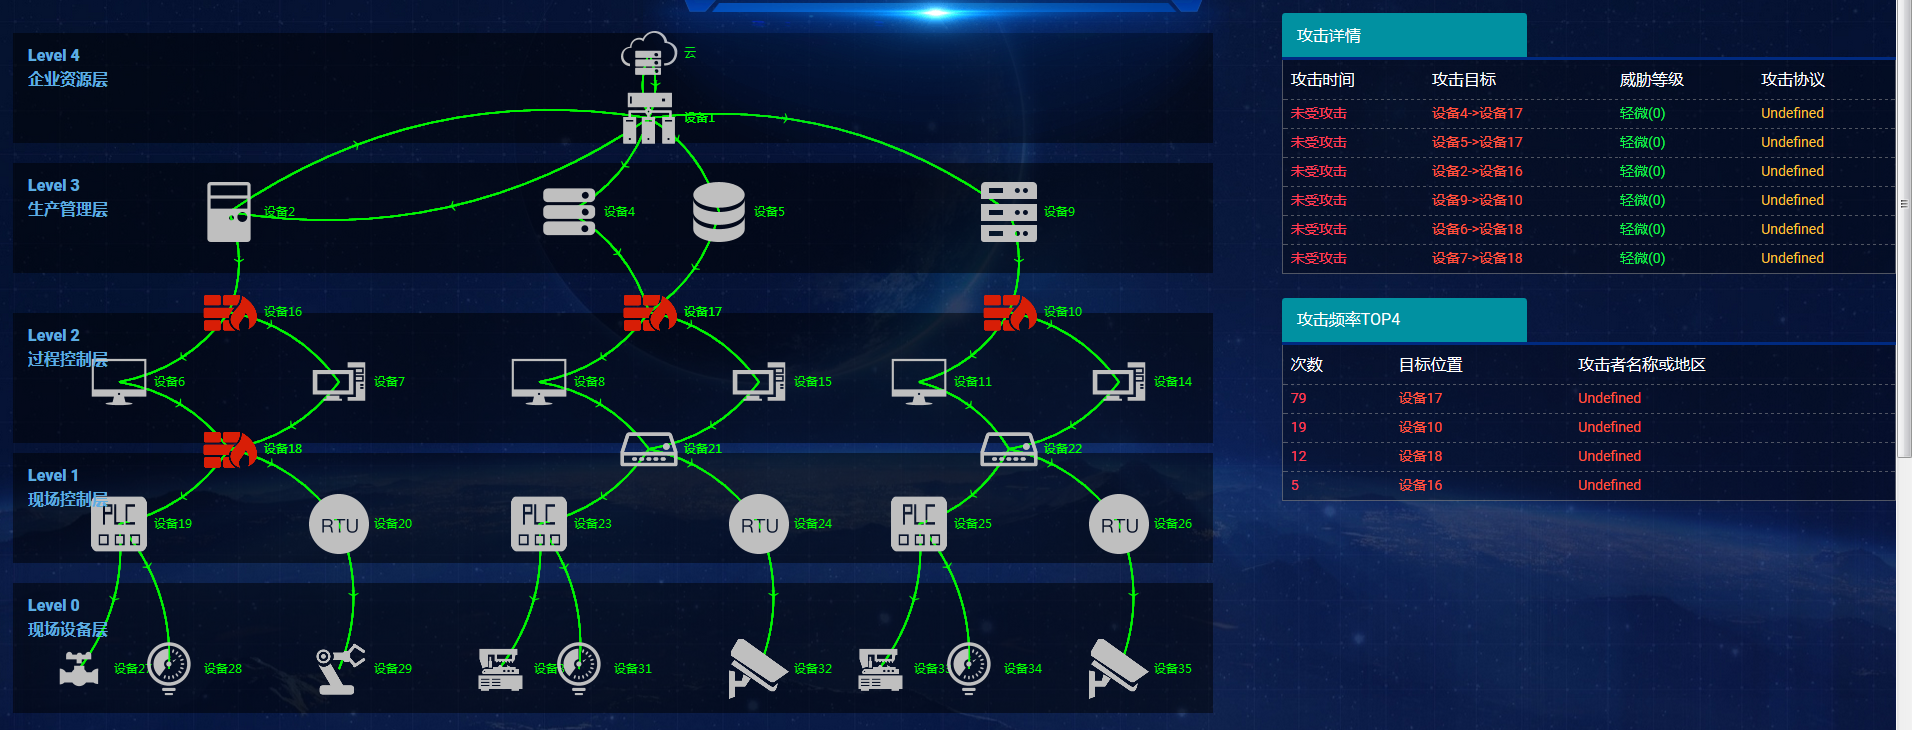 Level 4
企业资源层
云
设备1
Level 3
生产管理层
设备2
设备4
设备5
设备9
设备16
设备17
设备10
Level 2
过程控制层
设备6
设备7
设备8
设备15
设备11
设备14
设备18
设备21
设备22
Level 1
现场控制层
PLC
设备19
RTU
设备20
PLC
设备23
RTU
设备24
PLC
设备25
RTU
设备26
Level 0
现场设备层
设备27
设备28
设备29
设备
设备31
设备32
设备33
设备34
设备35
攻击详情
攻击时间 攻击目标 威胁等级 攻击协议
未受攻击 设备4->设备17 轻微(0) Undefined
未受攻击 设备5->设备17 轻微(0) Undefined
未受攻击 设备2->设备16 轻微(0) Undefined
未受攻击 设备9->设备10 轻微(0) Undefined
未受攻击 设备6->设备18 轻微(0) Undefined
未受攻击 设备7->设备18 轻微(0) Undefined
攻击频率TOP4
次数 目标位置 攻击者名称或地区
79 设备17 Undefined
19 设备10 Undefined
12 设备18 Undefined
5 设备16 Undefined